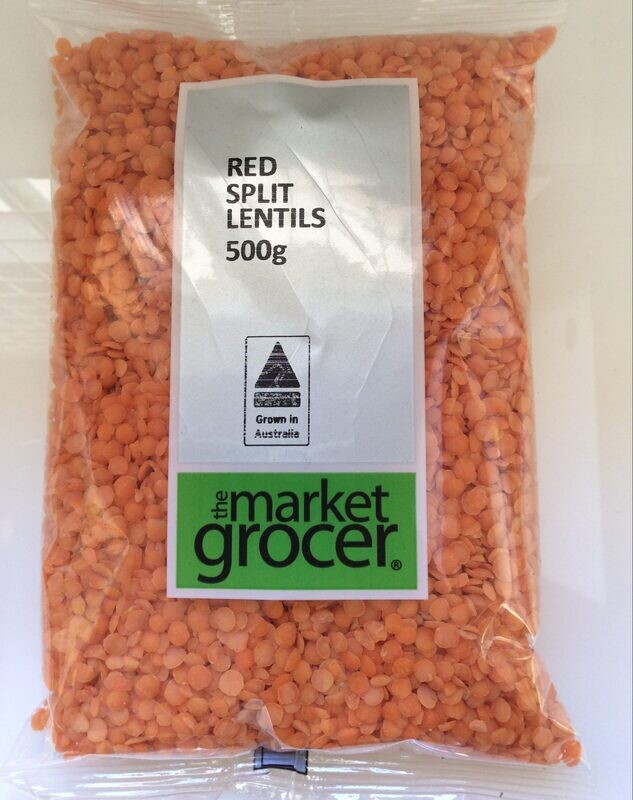 RED
SPLIT
LENTILS
500g
Grown in
Australia
the market
grocer®